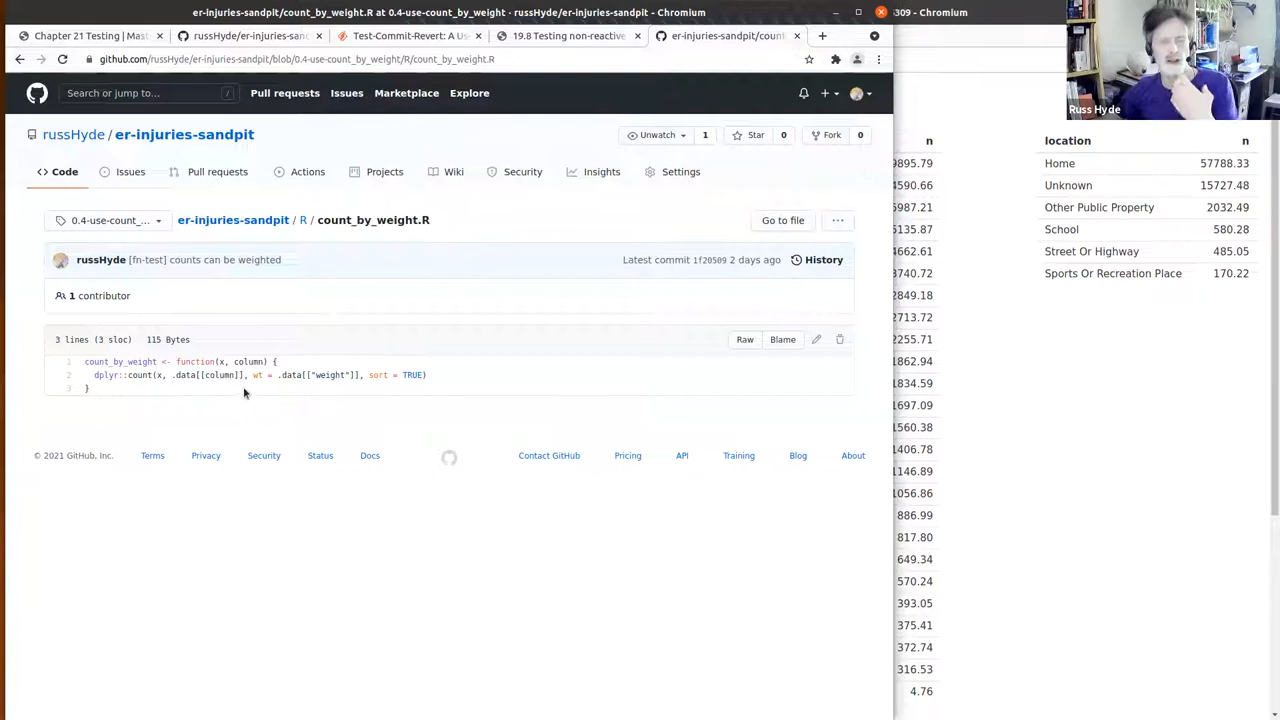 er-injuries-sandpit/count_by_weight.R at 0.4-use-count_by_weight · russHyde/er-injuries-sandpit - Chromium
5309 - Chromium
Chapter 21 Testing | Mast
russHyde/er-injuries-sand
Test-Commit-Revert: A Us
19.8 Testing non-reactive
er-injuries-sandpit/count
github.com/russHyde/er-injuries-sandpit/blob/0.4-use-count_by_weight/R/count_by_weight.R
Search or jump to...
/
Pull requests
Issues
Marketplace
Explore
russHyde / er-injuries-sandpit
Unwatch
1
Star
0
Fork
0
Code
Issues
Pull requests
Actions
Projects
Wiki
Security
Insights
Settings
0.4-use-count_...
er-injuries-sandpit / R / count_by_weight.R
Go to file
...
russHyde [fn-test] counts can be weighted
Latest commit 1f20509 2 days ago
History
1 contributor
3 lines (3 sloc) 115 Bytes
Raw
Blame
1 count_by_weight <- function(x, column) {
2 dplyr::count(x, .data[[column]], wt = .data[["weight"]], sort = TRUE)
3 }
© 2021 GitHub, Inc.
Terms
Privacy
Security
Status
Docs
Contact GitHub
Pricing
API
Training
Blog
About
n
9895.79
4590.66
5987.21
5135.87
4662.61
3740.72
2849.18
2713.72
2255.71
1862.94
1834.59
1697.09
1560.38
1406.78
1146.89
1056.86
886.99
817.80
649.34
570.24
393.05
375.41
372.74
316.53
4.76
Russ Hyde
location n
Home 57788.33
Unknown 15727.48
Other Public Property 2032.49
School 580.28
Street Or Highway 485.05
Sports Or Recreation Place 170.22